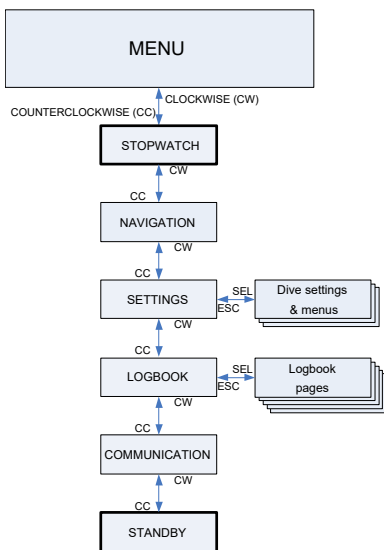 MENU
CLOCKWISE (CW)
COUNTERCLOCKWISE (CC)
STOPWATCH
CW
CC
NAVIGATION
CW
CC
SETTINGS
SEL
ESC
Dive settings
& menus
CW
CC
LOGBOOK
SEL
ESC
Logbook
pages
CW
CC
COMMUNICATION
CW
CC
STANDBY